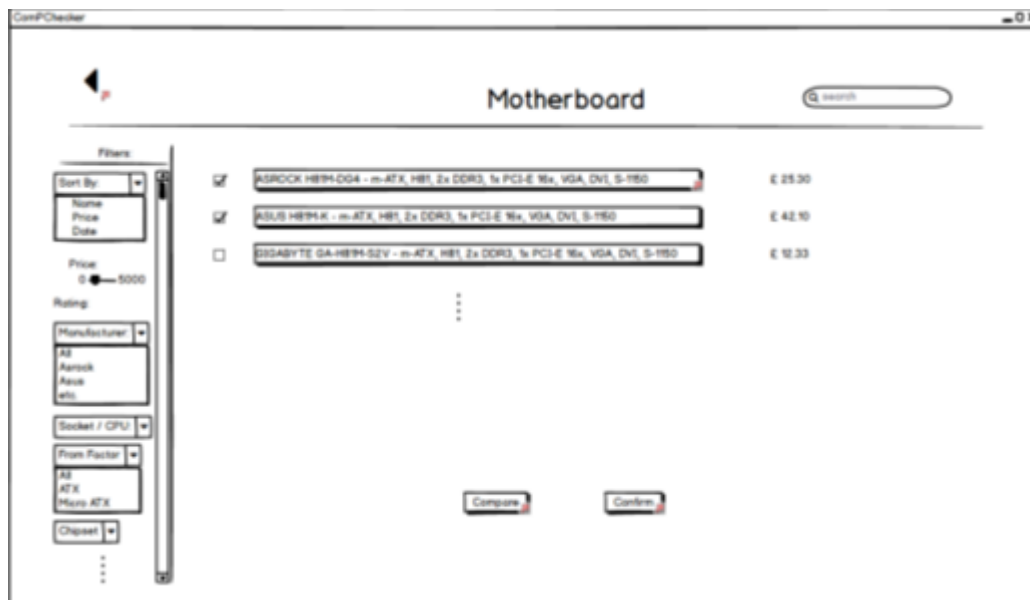 ComPChecker
Motherboard
search
Filters:
Sort By:
Name
Price
Date
Price:
0 5000
Rating:
Manufacturer:
All
Asrock
Asus
etc.
Socket / CPU:
From Factor
All
ATX
Micro ATX
Chipset
ASROCK H81M-DG4 - m-ATX, H81, 2x DDR3, 1x PCI-E 16x, VGA, DVI, S-1150 £ 25.30
ASUS H81M-K - m-ATX, H81, 2x DDR3, 1x PCI-E 16x, VGA, DVI, S-1150 £ 42.10
GIGABYTE GA-H81M-S2V - m-ATX, H81, 2x DDR3, 1x PCI-E 16x, VGA, DVI, S-1150 £ 12.33
Compare Confirm